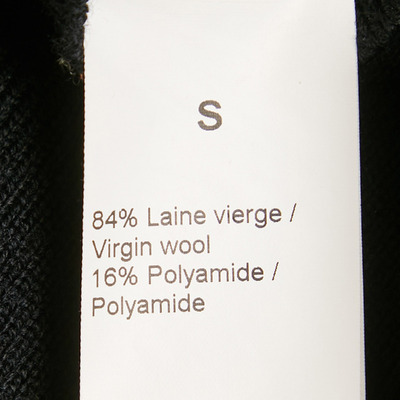 S
84% Laine vierge /
Virgin wool
16% Polyamide /
Polyamide